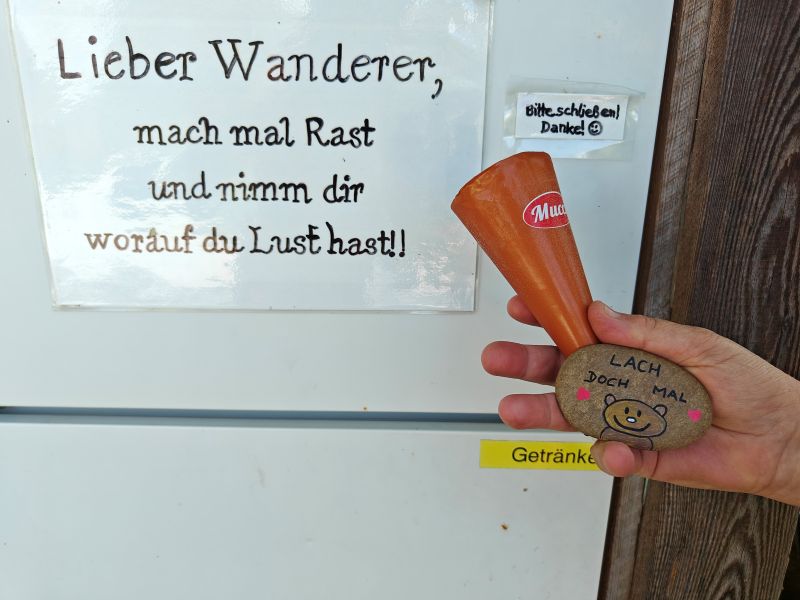 Lieber Wanderer,
mach mal Rast
und nimm dir
worauf du Lust hast!!
Bitte schließen!
Danke!
LACH
DOCH MAL
Getränke